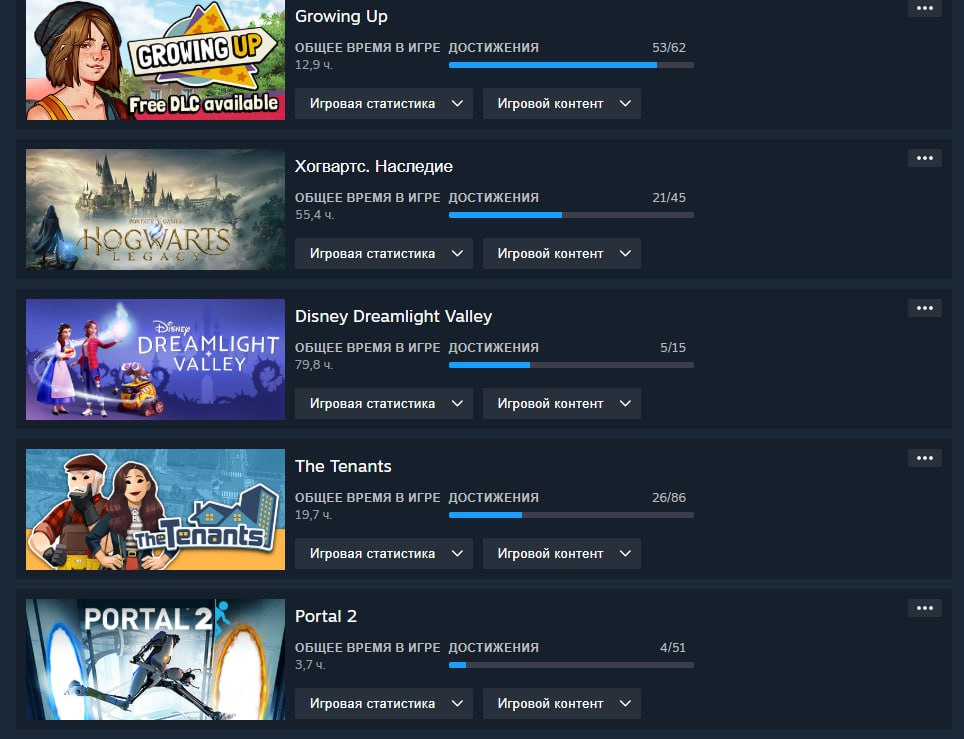 GROWING UP
Free DLC available
Growing Up
•••
ОБЩЕЕ ВРЕМЯ В ИГРЕ ДОСТИЖЕНИЯ 53/62
12,9 ч.
Игровая статистика Игровой контент
PORTKEY GAMES
HOGWARTS
LEGACY
Хогвартс. Наследие
•••
ОБЩЕЕ ВРЕМЯ В ИГРЕ ДОСТИЖЕНИЯ 21/45
55,4 ч.
Игровая статистика Игровой контент
DISNEY
DREAMLIGHT
VALLEY
Disney Dreamlight Valley
•••
ОБЩЕЕ ВРЕМЯ В ИГРЕ ДОСТИЖЕНИЯ 5/15
79,8 ч.
Игровая статистика Игровой контент
The Tenants
The Tenants
•••
ОБЩЕЕ ВРЕМЯ В ИГРЕ ДОСТИЖЕНИЯ 26/86
19,7 ч.
Игровая статистика Игровой контент
PORTAL 2
Portal 2
•••
ОБЩЕЕ ВРЕМЯ В ИГРЕ ДОСТИЖЕНИЯ 4/51
3,7 ч.
Игровая статистика Игровой контент